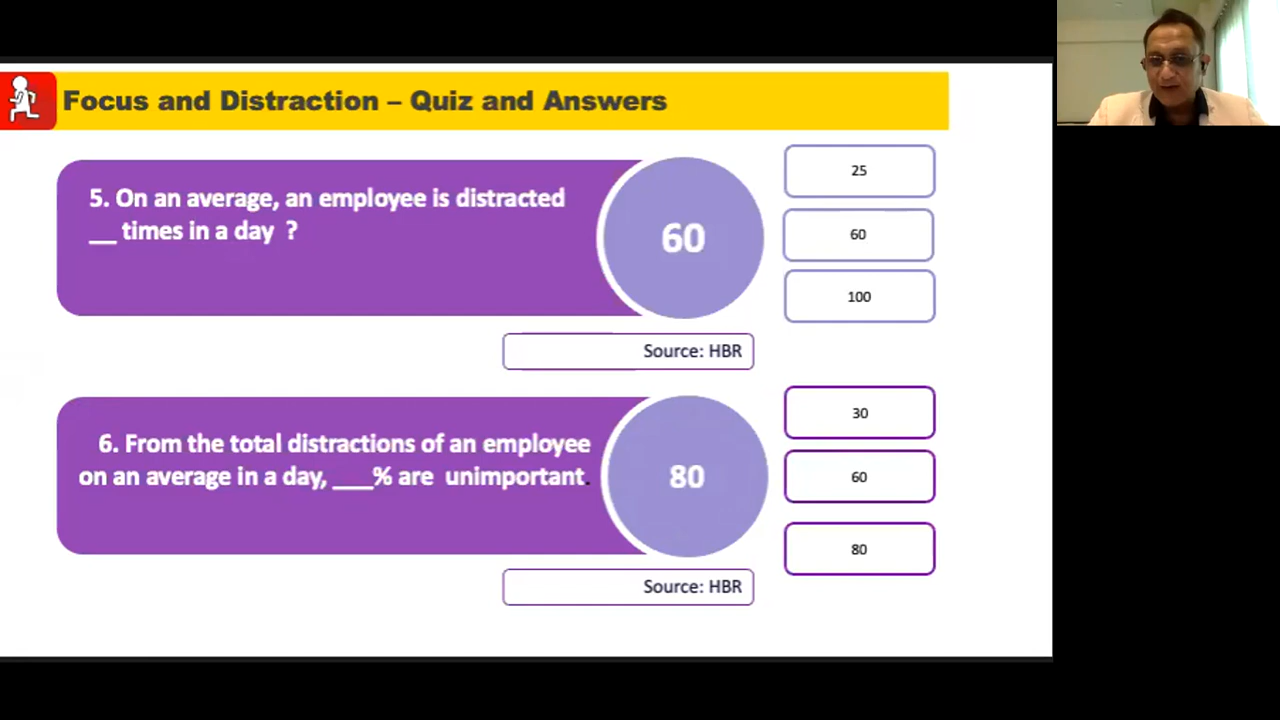 Focus and Distraction – Quiz and Answers
5. On an average, an employee is distracted
__ times in a day ?
60
25
60
100
Source: HBR
6. From the total distractions of an employee
on an average in a day, ___% are unimportant.
80
30
60
80
Source: HBR